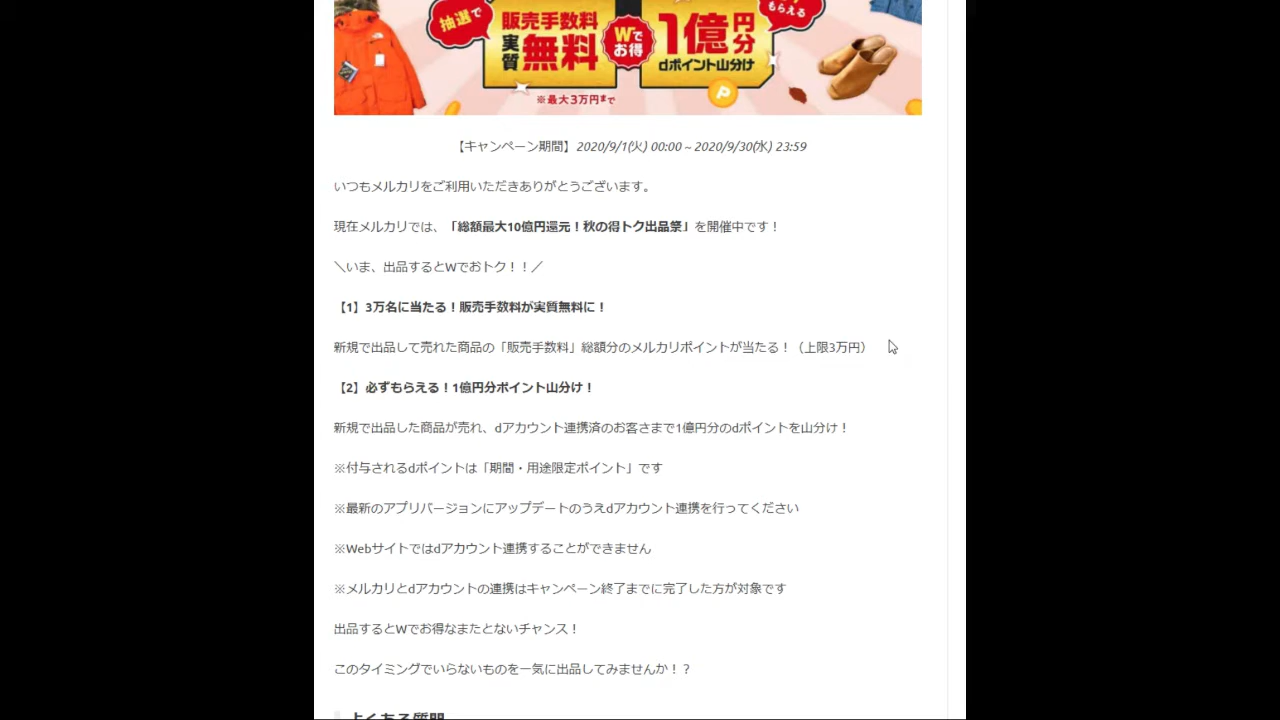 抽選で
販売手数料
実質
無料
※最大3万円まで
Wで
お得
1億円分
dポイント山分け
もらえる
【キャンペーン期間】2020/9/1(火) 00:00 ~ 2020/9/30(水) 23:59
いつもメルカリをご利用いただきありがとうございます。
現在メルカリでは、「総額最大10億円還元！秋の得トク出品祭」を開催中です！
＼いま、出品するとWでおトク！！／
【1】3万名に当たる！販売手数料が実質無料に！
新規で出品して売れた商品の「販売手数料」総額分のメルカリポイントが当たる！（上限3万円）
【2】必ずもらえる！1億円分ポイント山分け！
新規で出品した商品が売れ、dアカウント連携済のお客さまで1億円分のdポイントを山分け！
※付与されるdポイントは「期間・用途限定ポイント」です
※最新のアプリバージョンにアップデートのうえdアカウント連携を行ってください
※Webサイトではdアカウント連携することができません
※メルカリとdアカウントの連携はキャンペーン終了までに完了した方が対象です
出品するとWでお得なまたとないチャンス！
このタイミングでいらないものを一気に出品してみませんか！？
よくある質問